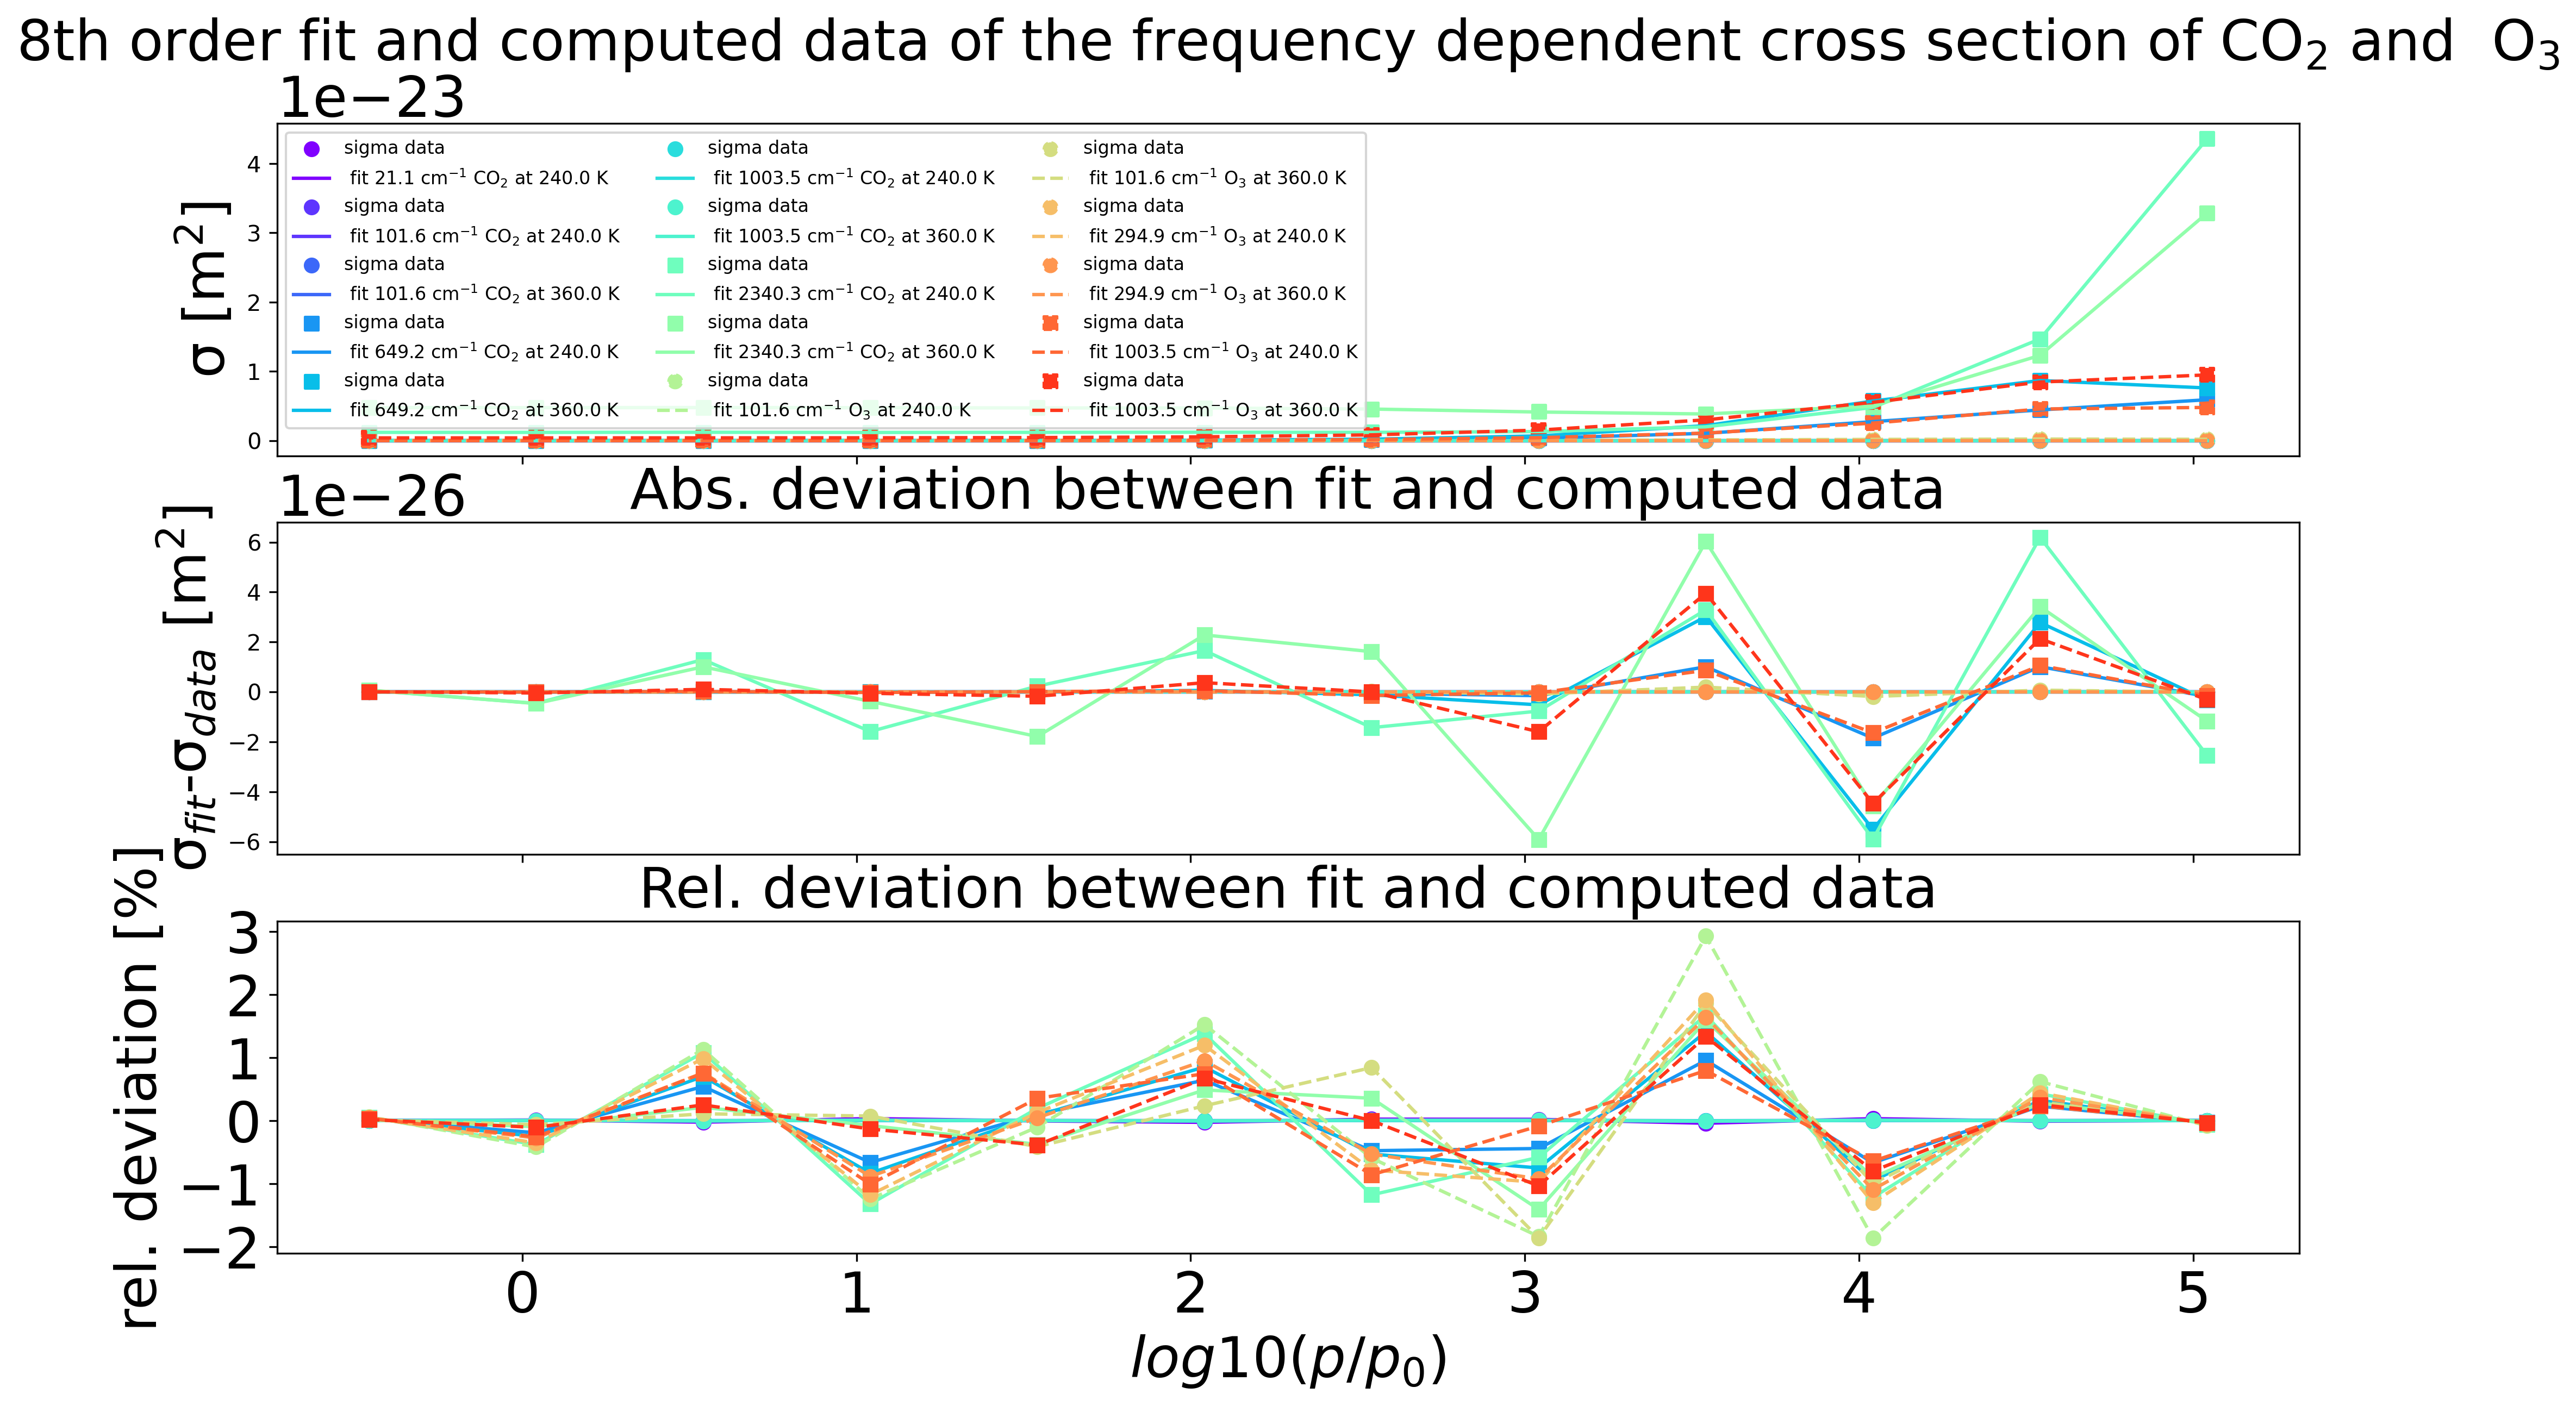 8th order fit and computed data of the frequency dependent cross section of CO₂ and  O₃
1e−23
σ [m²]
4
3
2
1
0
sigma data
fit 21.1 cm⁻¹ CO₂ at 240.0 K
sigma data
fit 101.6 cm⁻¹ CO₂ at 240.0 K
sigma data
fit 101.6 cm⁻¹ CO₂ at 360.0 K
sigma data
fit 649.2 cm⁻¹ CO₂ at 240.0 K
sigma data
fit 649.2 cm⁻¹ CO₂ at 360.0 K
sigma data
fit 1003.5 cm⁻¹ CO₂ at 240.0 K
sigma data
fit 1003.5 cm⁻¹ CO₂ at 360.0 K
sigma data
fit 2340.3 cm⁻¹ CO₂ at 240.0 K
sigma data
fit 2340.3 cm⁻¹ CO₂ at 360.0 K
sigma data
fit 101.6 cm⁻¹ O₃ at 240.0 K
sigma data
fit 101.6 cm⁻¹ O₃ at 360.0 K
sigma data
fit 294.9 cm⁻¹ O₃ at 240.0 K
sigma data
fit 294.9 cm⁻¹ O₃ at 360.0 K
sigma data
fit 1003.5 cm⁻¹ O₃ at 240.0 K
sigma data
fit 1003.5 cm⁻¹ O₃ at 360.0 K
Abs. deviation between fit and computed data
1e−26
σ_fit-σ_data [m²]
6
4
2
0
−2
−4
−6
Rel. deviation between fit and computed data
rel. deviation [%]
3
2
1
0
−1
−2
0 1 2 3 4 5
log10(p/p₀)